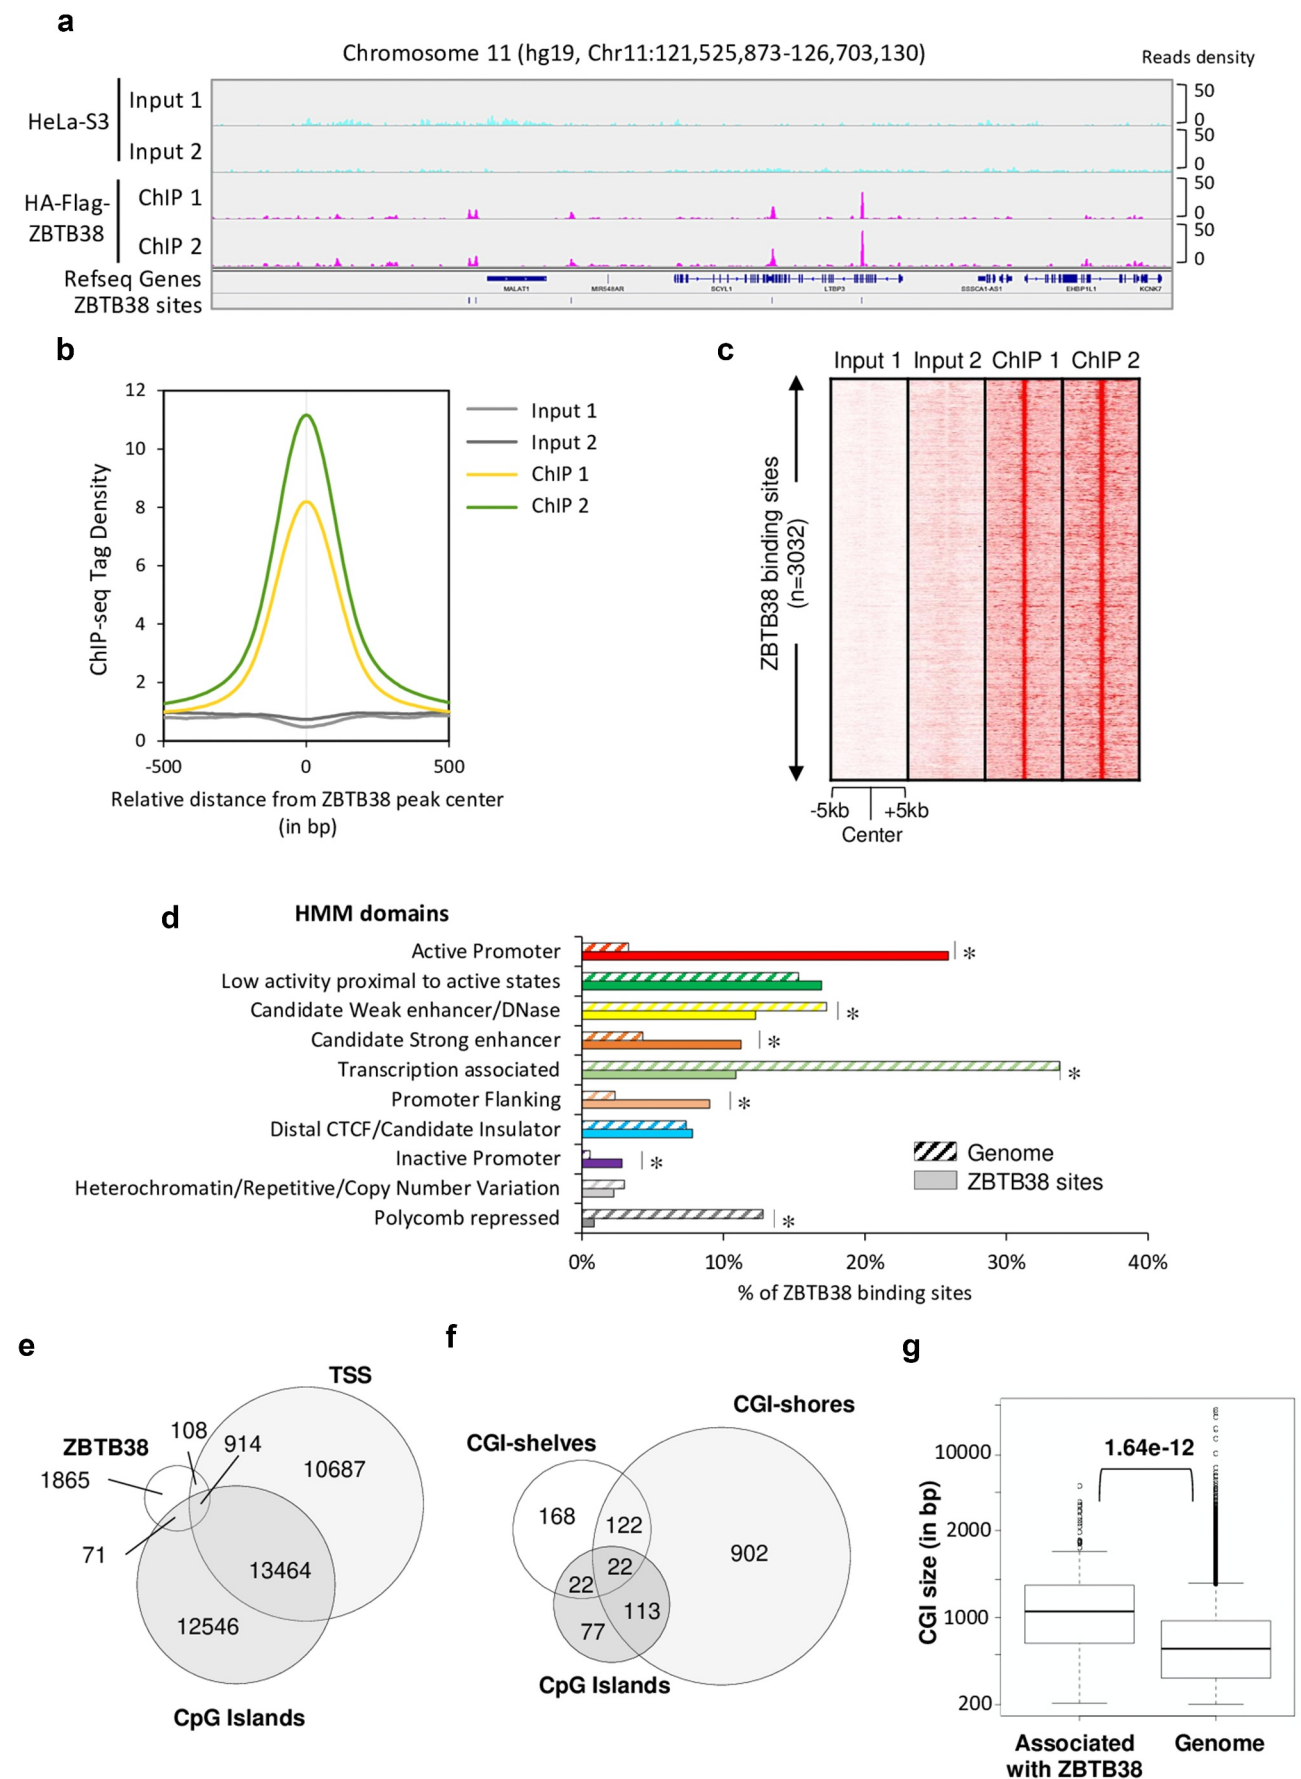 a
Chromosome 11 (hg19, Chr11:121,525,873-126,703,130)
Reads density
HeLa-S3
Input 1
50
0
Input 2
50
0
HA-Flag-
ZBTB38
ChIP 1
50
0
ChIP 2
50
0
Refseq Genes
MALAT1
MIR548AR
SCYL1
LTBP3
SSSCA1-AS1
EHBP1L1
KCNK7
ZBTB38 sites
b
12
10
8
6
4
2
0
-500
0
500
ChIP-seq Tag Density
Relative distance from ZBTB38 peak center
(in bp)
Input 1
Input 2
ChIP 1
ChIP 2
c
Input 1 Input 2 ChIP 1 ChIP 2
ZBTB38 binding sites
(n=3032)
-5kb
+5kb
Center
d
HMM domains
Active Promoter
*
Low activity proximal to active states
Candidate Weak enhancer/DNase
*
Candidate Strong enhancer
*
Transcription associated
*
Promoter Flanking
*
Distal CTCF/Candidate Insulator
Inactive Promoter
*
Heterochromatin/Repetitive/Copy Number Variation
Polycomb repressed
*
Genome
ZBTB38 sites
0%
10%
20%
30%
40%
% of ZBTB38 binding sites
e
TSS
ZBTB38
108
914
1865
10687
71
13464
12546
CpG Islands
f
CGI-shores
CGI-shelves
168
122
902
22
22
113
77
CpG Islands
g
CGI size (in bp)
10000
2000
1000
200
1.64e-12
Associated
with ZBTB38
Genome